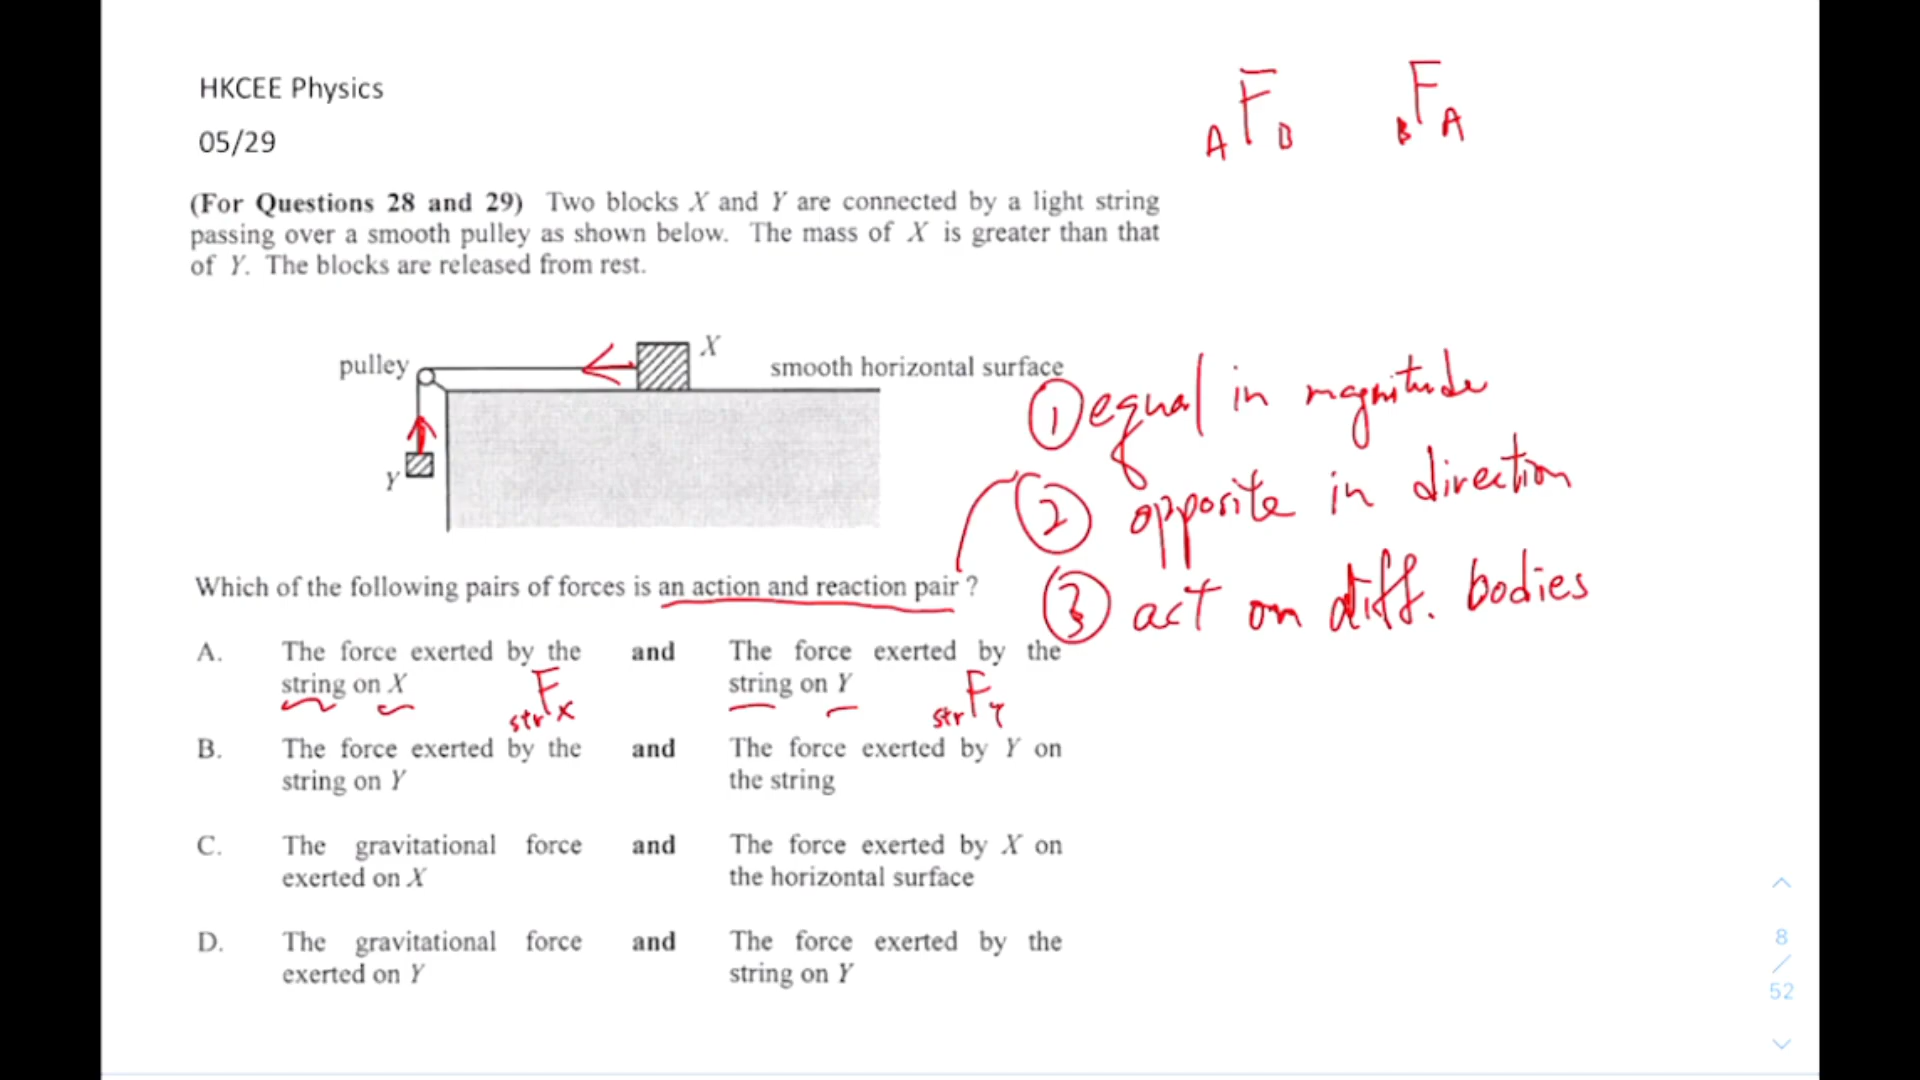 HKCEE Physics
05/29
A F B B F A
(For Questions 28 and 29) Two blocks X and Y are connected by a light string
passing over a smooth pulley as shown below. The mass of X is greater than that
of Y. The blocks are released from rest.
pulley
X
smooth horizontal surface
Y
① equal in magnitude
② opposite in direction
③ act on diff. bodies
Which of the following pairs of forces is an action and reaction pair ?
A. The force exerted by the and The force exerted by the
string on X string on Y
str F X str F Y
B. The force exerted by the and The force exerted by Y on
string on Y the string
C. The gravitational force and The force exerted by X on
exerted on X the horizontal surface
D. The gravitational force and The force exerted by the
exerted on Y string on Y
8
/
52